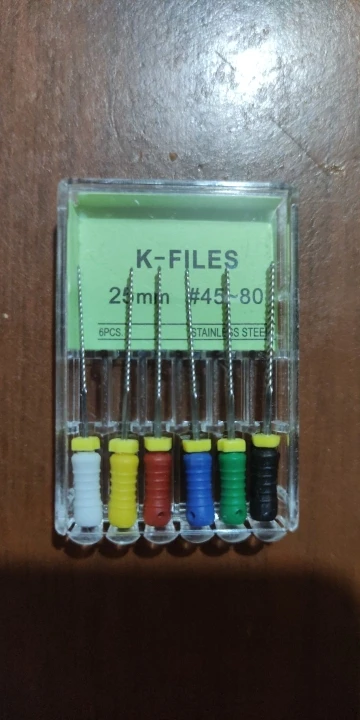 K-FILES
25mm #45-80
6PCS. STAINLESS STEEL